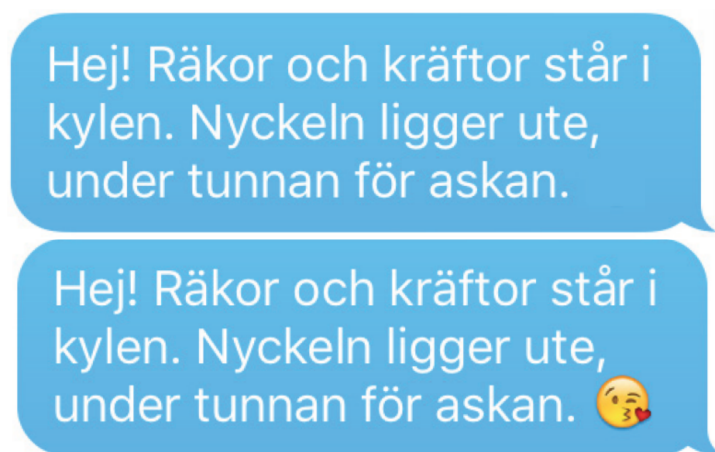 Hej! Räkor och kräftor står i
kylen. Nyckeln ligger ute,
under tunnan för askan.
Hej! Räkor och kräftor står i
kylen. Nyckeln ligger ute,
under tunnan för askan. 😘